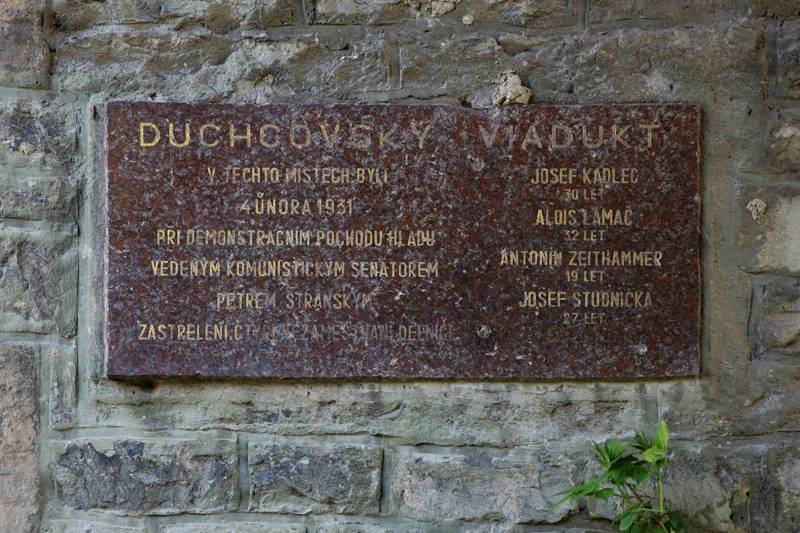 DUCHCOVSKÝ VIADUKT
V TĚCHTO MÍSTECH BYLI
4. ÚNORA 1931
PŘI DEMONSTRAČNÍM POCHODU HLADU
VEDENÝM KOMUNISTICKÝM SENÁTOREM
PETREM STRÁNSKÝM
ZASTŘELENI ČTYŘI NEZAMĚSTNANÍ DĚLNÍCI
JOSEF KADLEC
30 LET
ALOIS LAMAČ
32 LET
ANTONÍN ZEITHAMMER
19 LET
JOSEF STUDNIČKA
27 LET